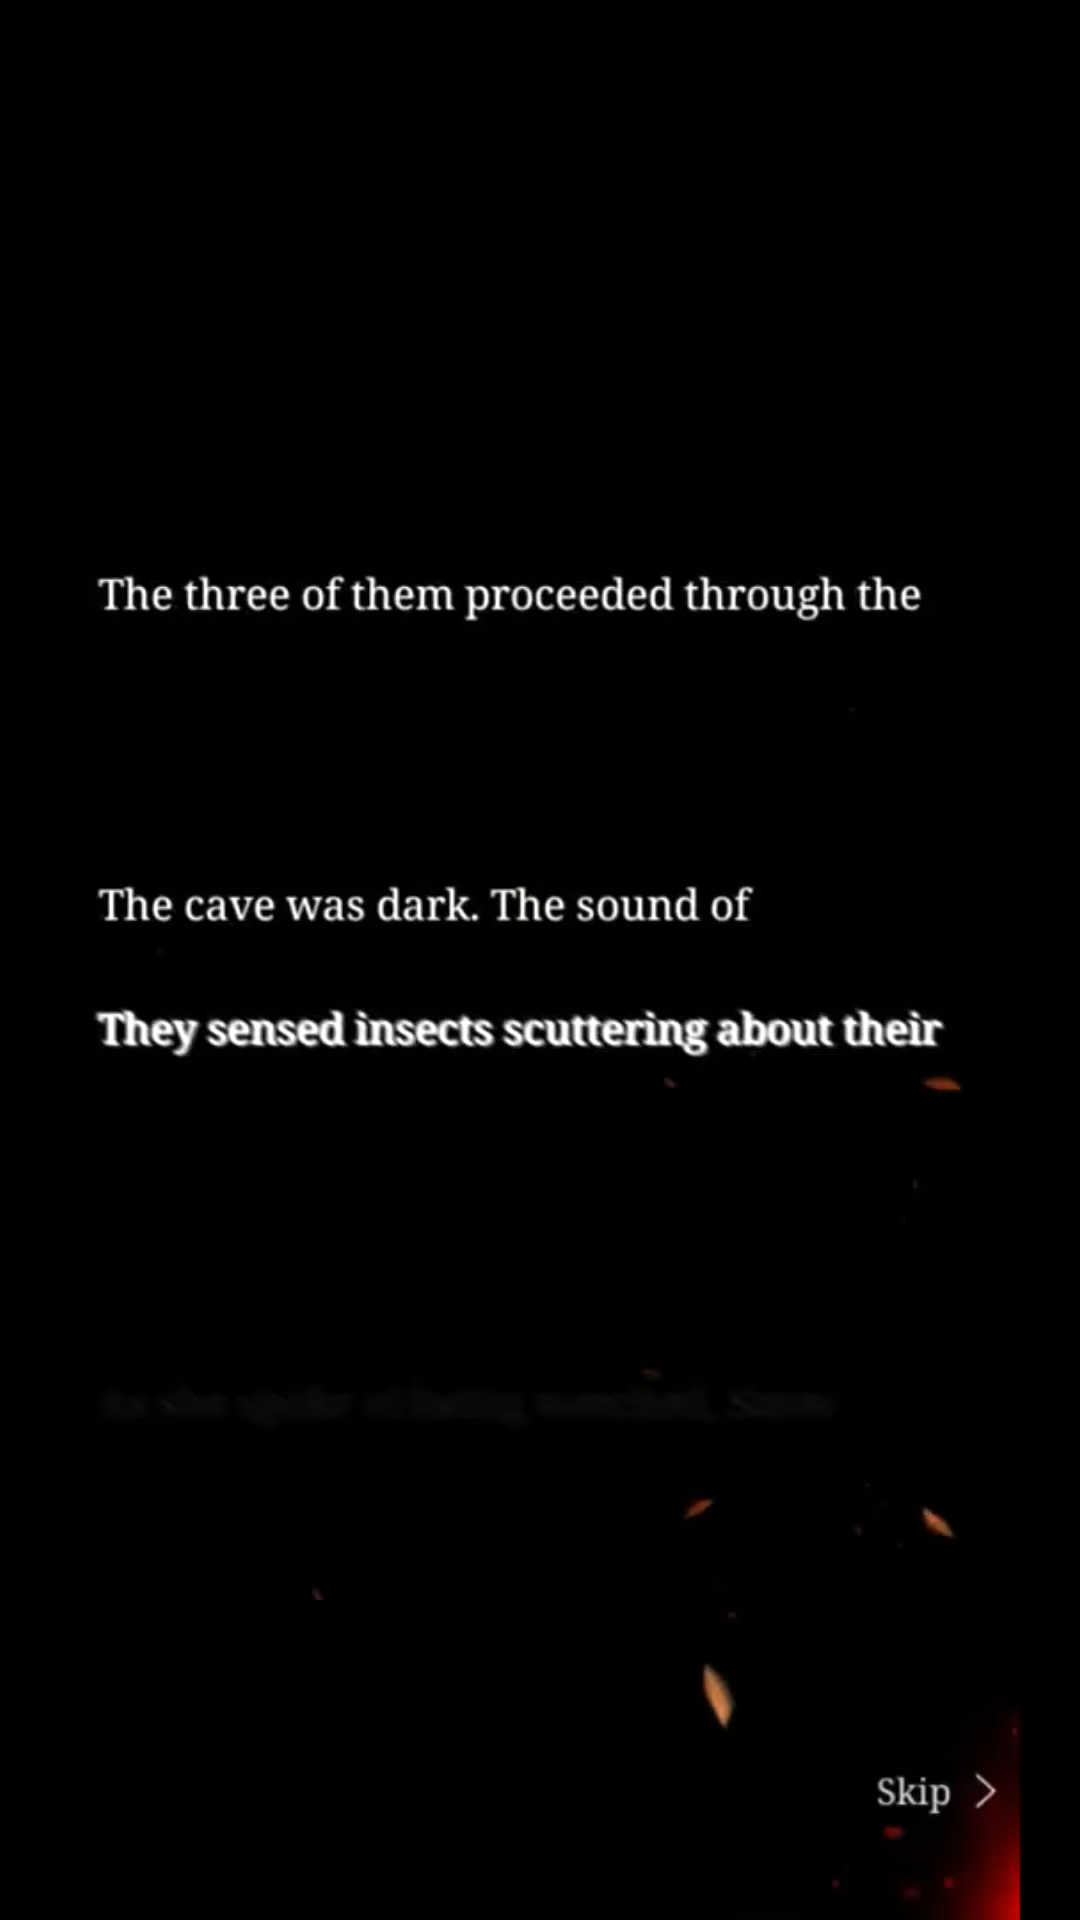 The three of them proceeded through the
The cave was dark. The sound of
They sensed insects scuttering about their
Skip